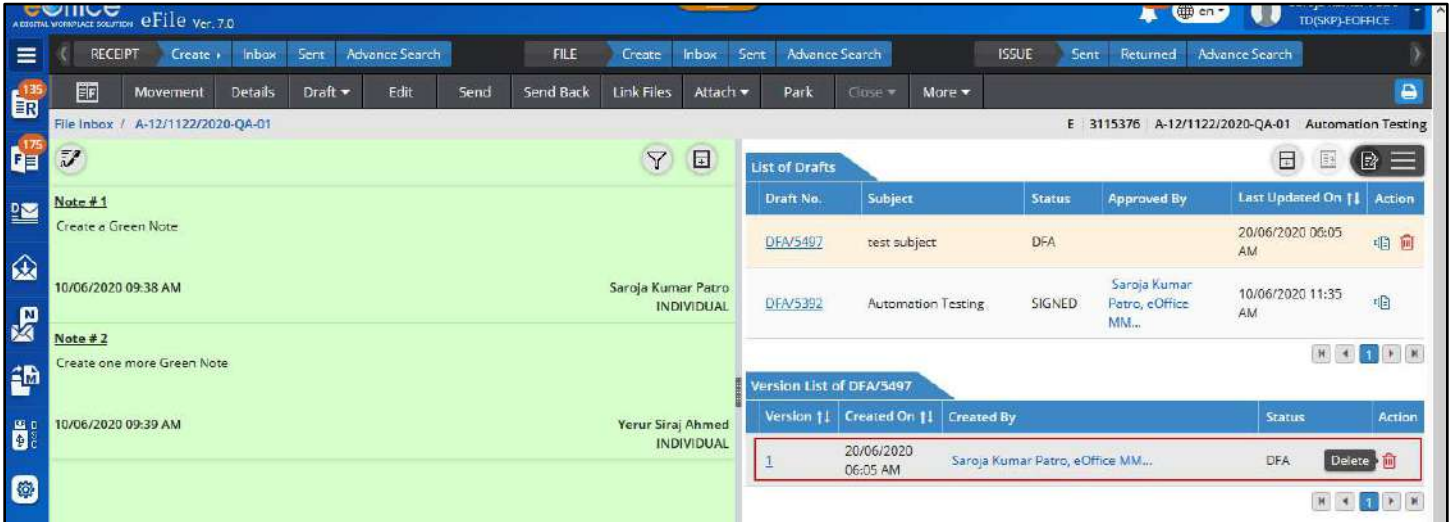 eOffice
A DIGITAL WORKPLACE SOLUTION eFile Ver. 7.0
en
TD(SKP)-EOFFICE
RECEIPT Create Inbox Sent Advance Search FILE Create Inbox Sent Advance Search ISSUE Sent Returned Advance Search
135
R
Movement Details Draft Edit Send Send Back Link Files Attach Park Close More
File Inbox / A-12/1122/2020-QA-01
E 3115376 A-12/1122/2020-QA-01 Automation Testing
175
F
D
N
M
DSC
Note # 1
Create a Green Note
10/06/2020 09:38 AM
Saroja Kumar Patro
INDIVIDUAL
Note # 2
Create one more Green Note
10/06/2020 09:39 AM
Yerur Siraj Ahmed
INDIVIDUAL
List of Drafts
Draft No. Subject Status Approved By Last Updated On Action
DFA/5497 test subject DFA 20/06/2020 06:05
AM
DFA/5392 Automation Testing SIGNED Saroja Kumar
Patro, eOffice
MM...
10/06/2020 11:35
AM
1
Version List of DFA/5497
Version Created On Created By Status Action
1 20/06/2020
06:05 AM
Saroja Kumar Patro, eOffice MM... DFA Delete
1